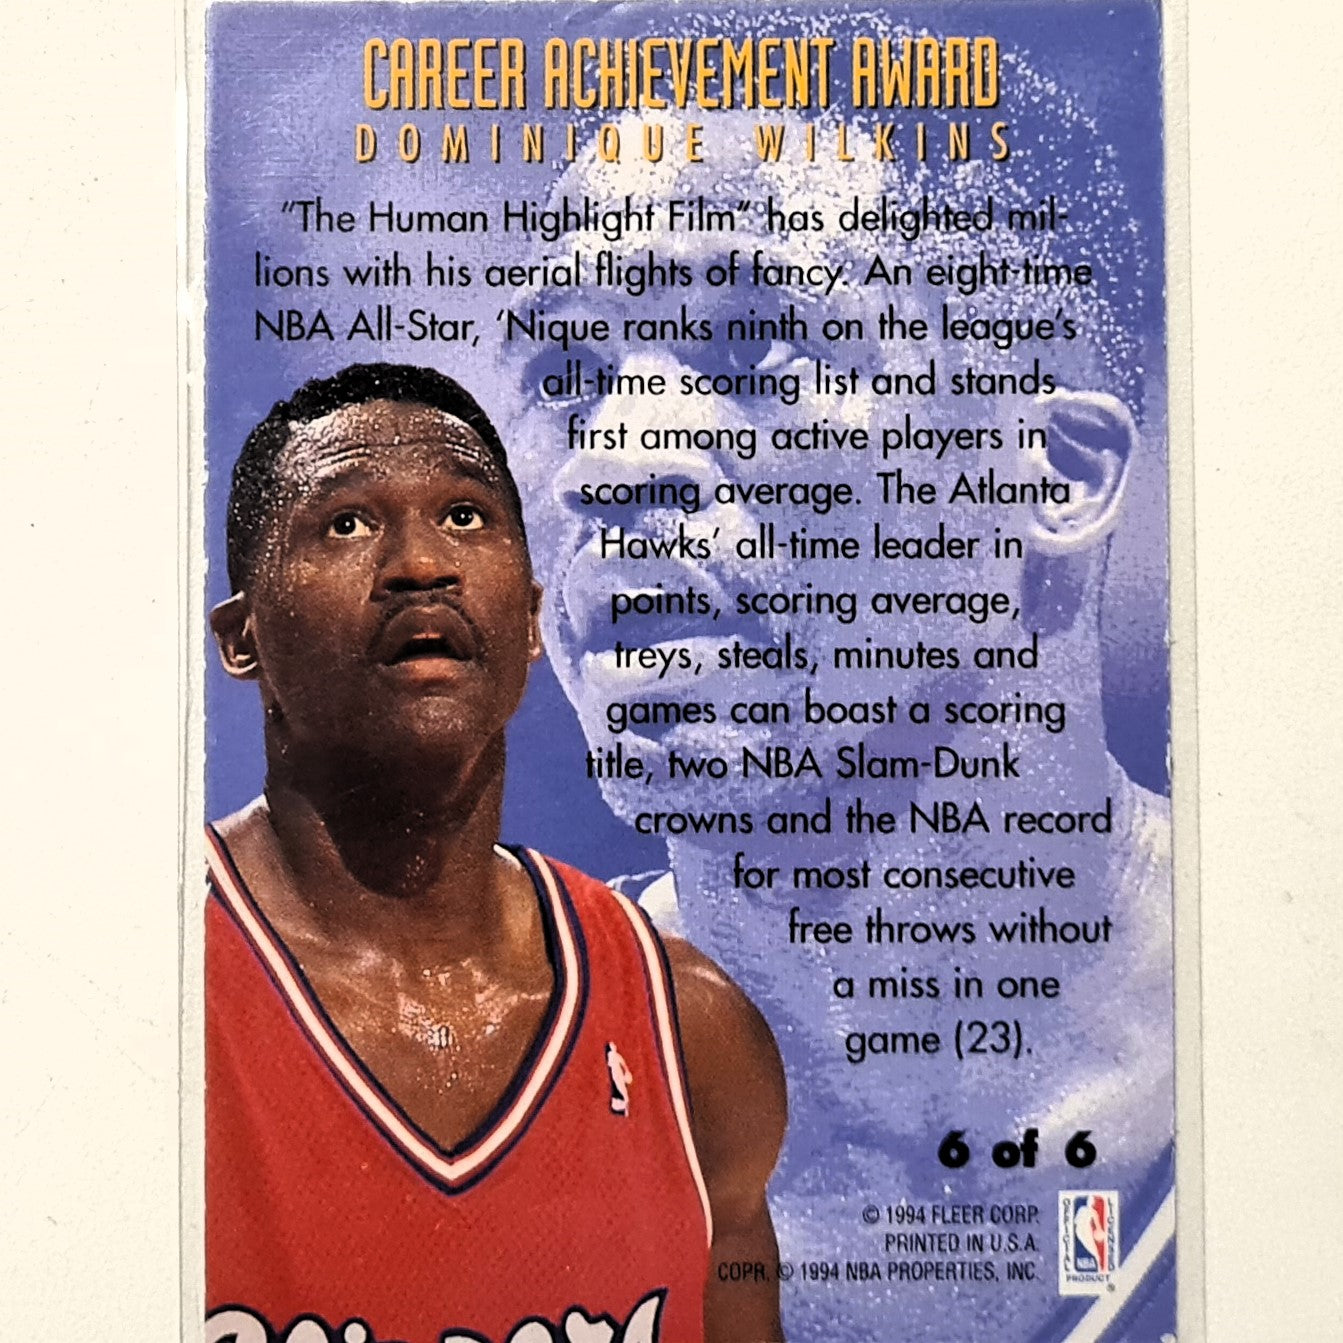 CAREER ACHIEVEMENT AWARD
DOMINIQUE WILKINS
"The Human Highlight Film" has delighted mil-
lions with his aerial flights of fancy. An eight-time
NBA All-Star, 'Nique ranks ninth on the league's
all-time scoring list and stands
first among active players in
scoring average. The Atlanta
Hawks' all-time leader in
points, scoring average,
treys, steals, minutes and
games can boast a scoring
title, two NBA Slam-Dunk
crowns and the NBA record
for most consecutive
free throws without
a miss in one
game (23).
6 of 6
© 1994 FLEER CORP.
PRINTED IN U.S.A.
COPR. © 1994 NBA PROPERTIES, INC.
OFFICIAL LICENSED
NBA
PRODUCT
®